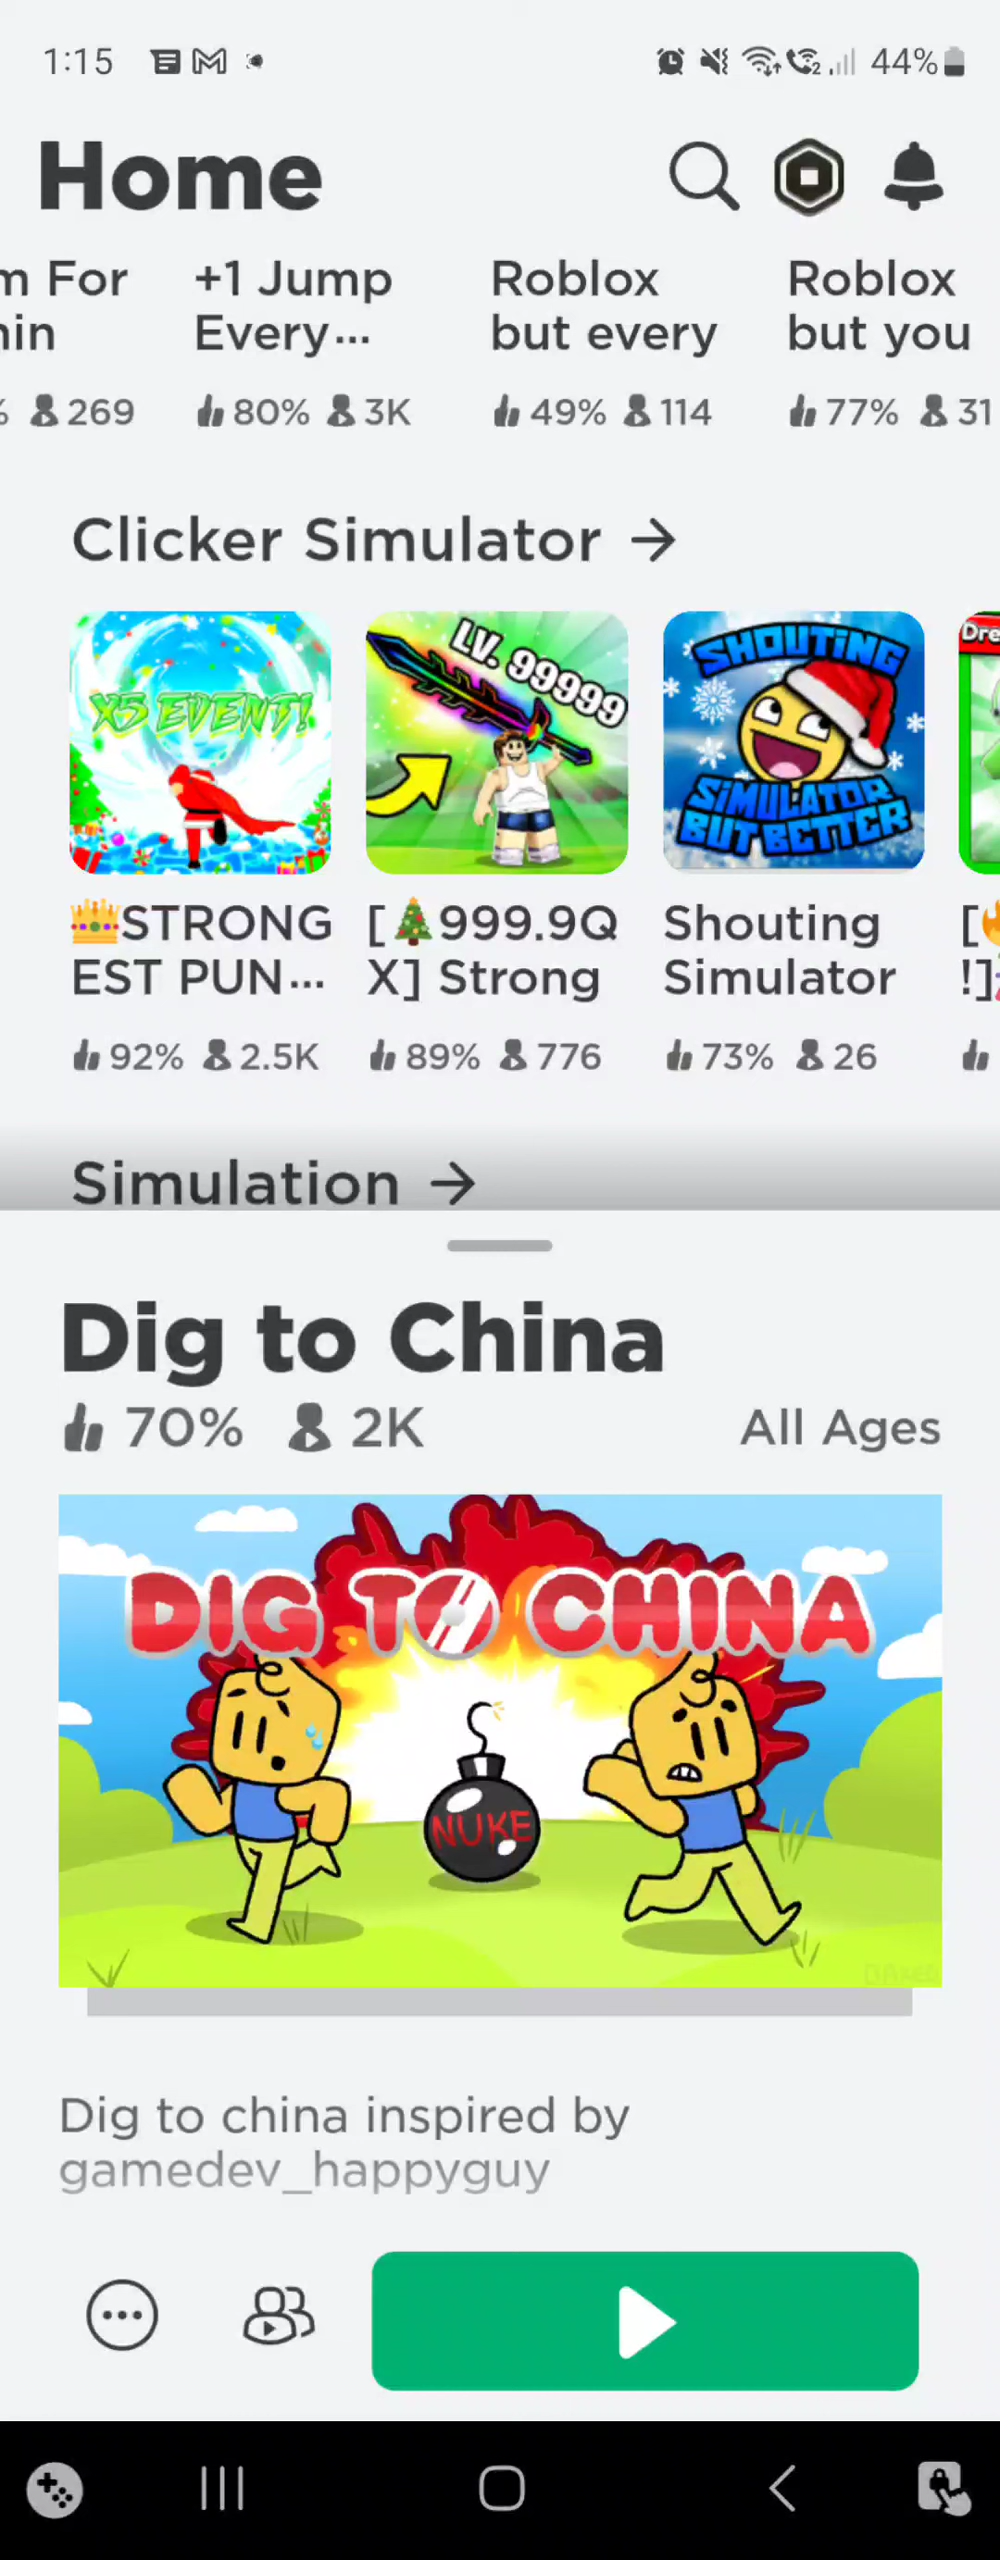 1:15
44%
Home
m For
+1 Jump
Roblox
Roblox
Every...
but every
but you
269
80% 3K
49% 114
77% 31
Clicker Simulator →
X5 EVENT!
LV. 99999
SHOUTING
SIMULATOR
BUT BETTER
Dre
👑STRONG
EST PUN...
[🎄999.9Q
X] Strong
Shouting
Simulator
[🔥
!]
92% 2.5K
89% 776
73% 26
Simulation →
Dig to China
70% 2K
All Ages
DIG TO CHINA
NUKE
Dig to china inspired by
gamedev_happyguy